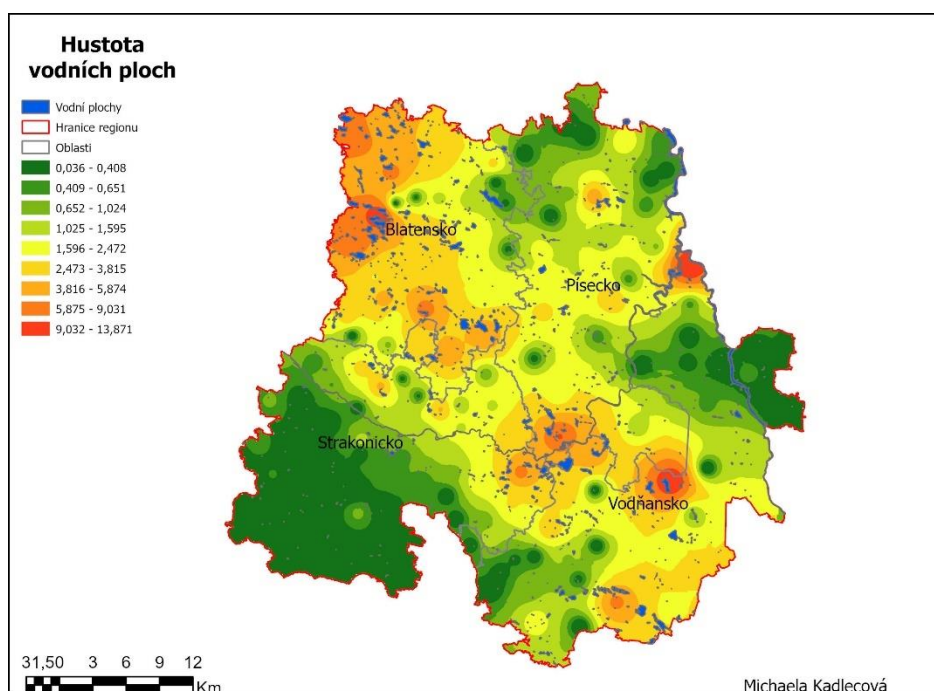 Hustota
vodních ploch
Vodní plochy
Hranice regionu
Oblasti
0,036 - 0,408
0,409 - 0,651
0,652 - 1,024
1,025 - 1,595
1,596 - 2,472
2,473 - 3,815
3,816 - 5,874
5,875 - 9,031
9,032 - 13,871
Blatensko
Písecko
Strakonicko
Vodňansko
31,50 3 6 9 12
Km
Michaela Kadlecová